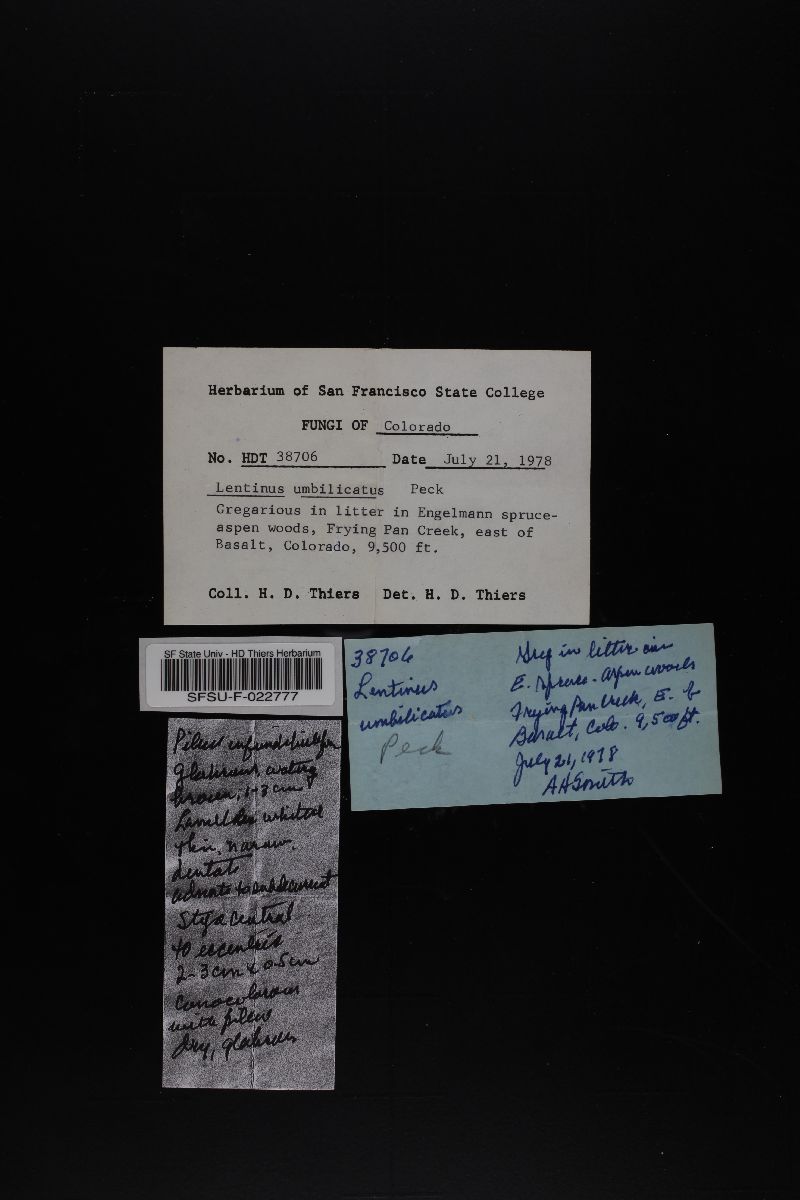 Herbarium of San Francisco State College
FUNGI OF Colorado
No. HDT 38706 Date July 21, 1978
Lentinus umbilicatus Peck
Gregarious in litter in Engelmann spruce-
aspen woods, Frying Pan Creek, east of
Basalt, Colorado, 9,500 ft.
Coll. H. D. Thiers Det. H. D. Thiers
SF State Univ - HD Thiers Herbarium
SFSU-F-022777
38706
Lentinus
umbilicatus
Peck
Greg in litter in
E. spruce-aspen woods
Frying Pan Creek, E. of
Basalt, Colo. 9,500 ft.
July 21, 1978
AHSmith
Pileus
glabrous
brown, 1-3 cm
Lamellae
thin, narrow,
dentate
adnate to
central
to eccentric
2-3 cm x 0.5 cm
with pileus
dry, glabrous